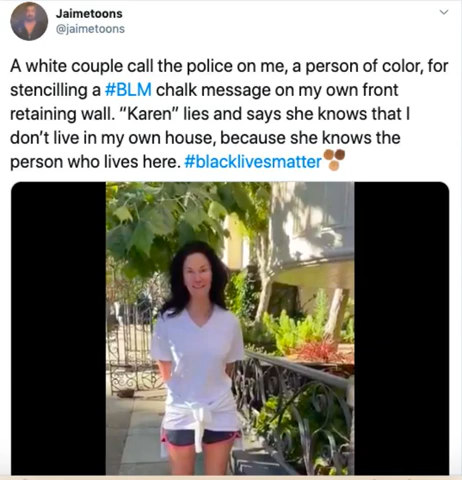 Jaimetoons
@jaimetoons
A white couple call the police on me, a person of color, for
stencilling a #BLM chalk message on my own front
retaining wall. “Karen” lies and says she knows that I
don’t live in my own house, because she knows the
person who lives here. #blacklivesmatter